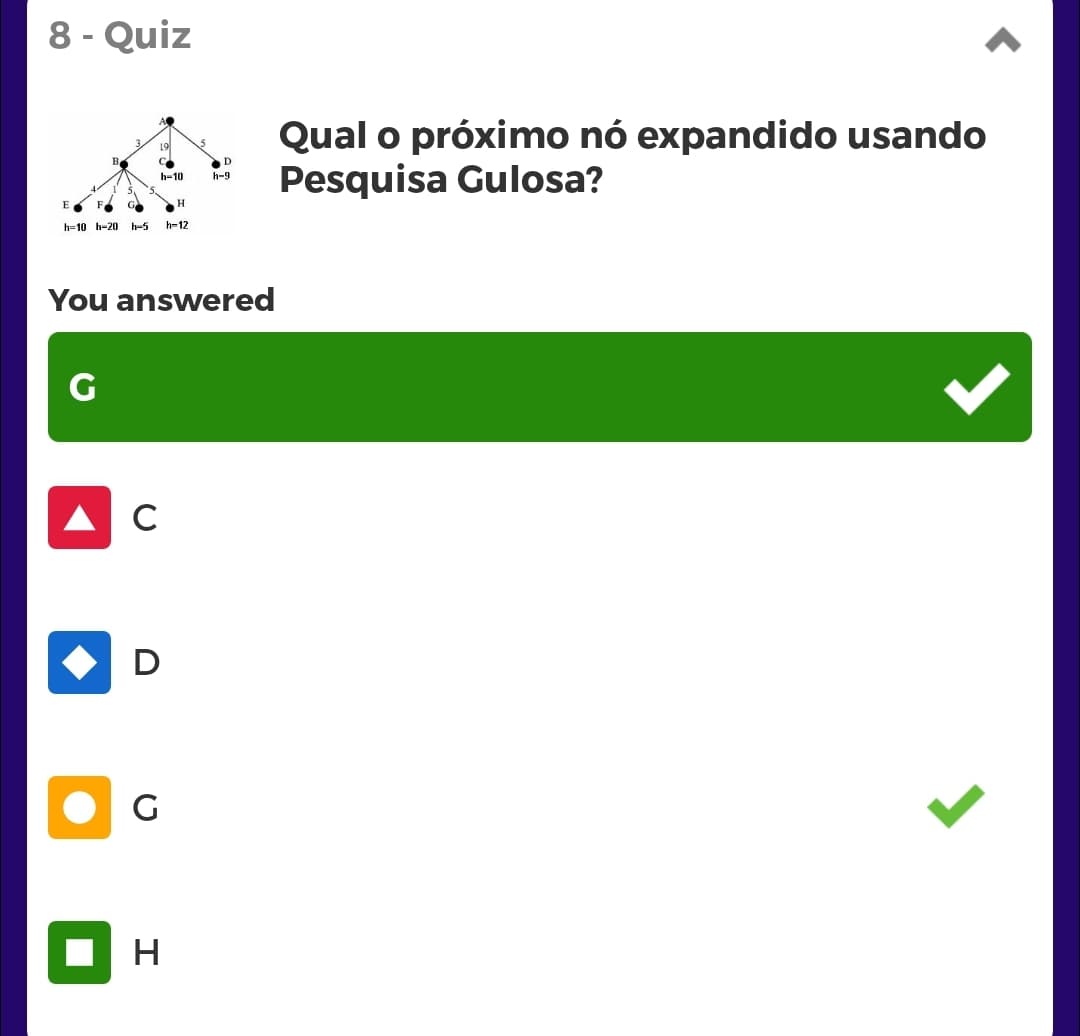 8 - Quiz
A
3 19 5
B C D
h=10 h=9
4 1 5 5
E F G H
h=10 h=20 h=5 h=12
Qual o próximo nó expandido usando
Pesquisa Gulosa?
You answered
G
C
D
G
H